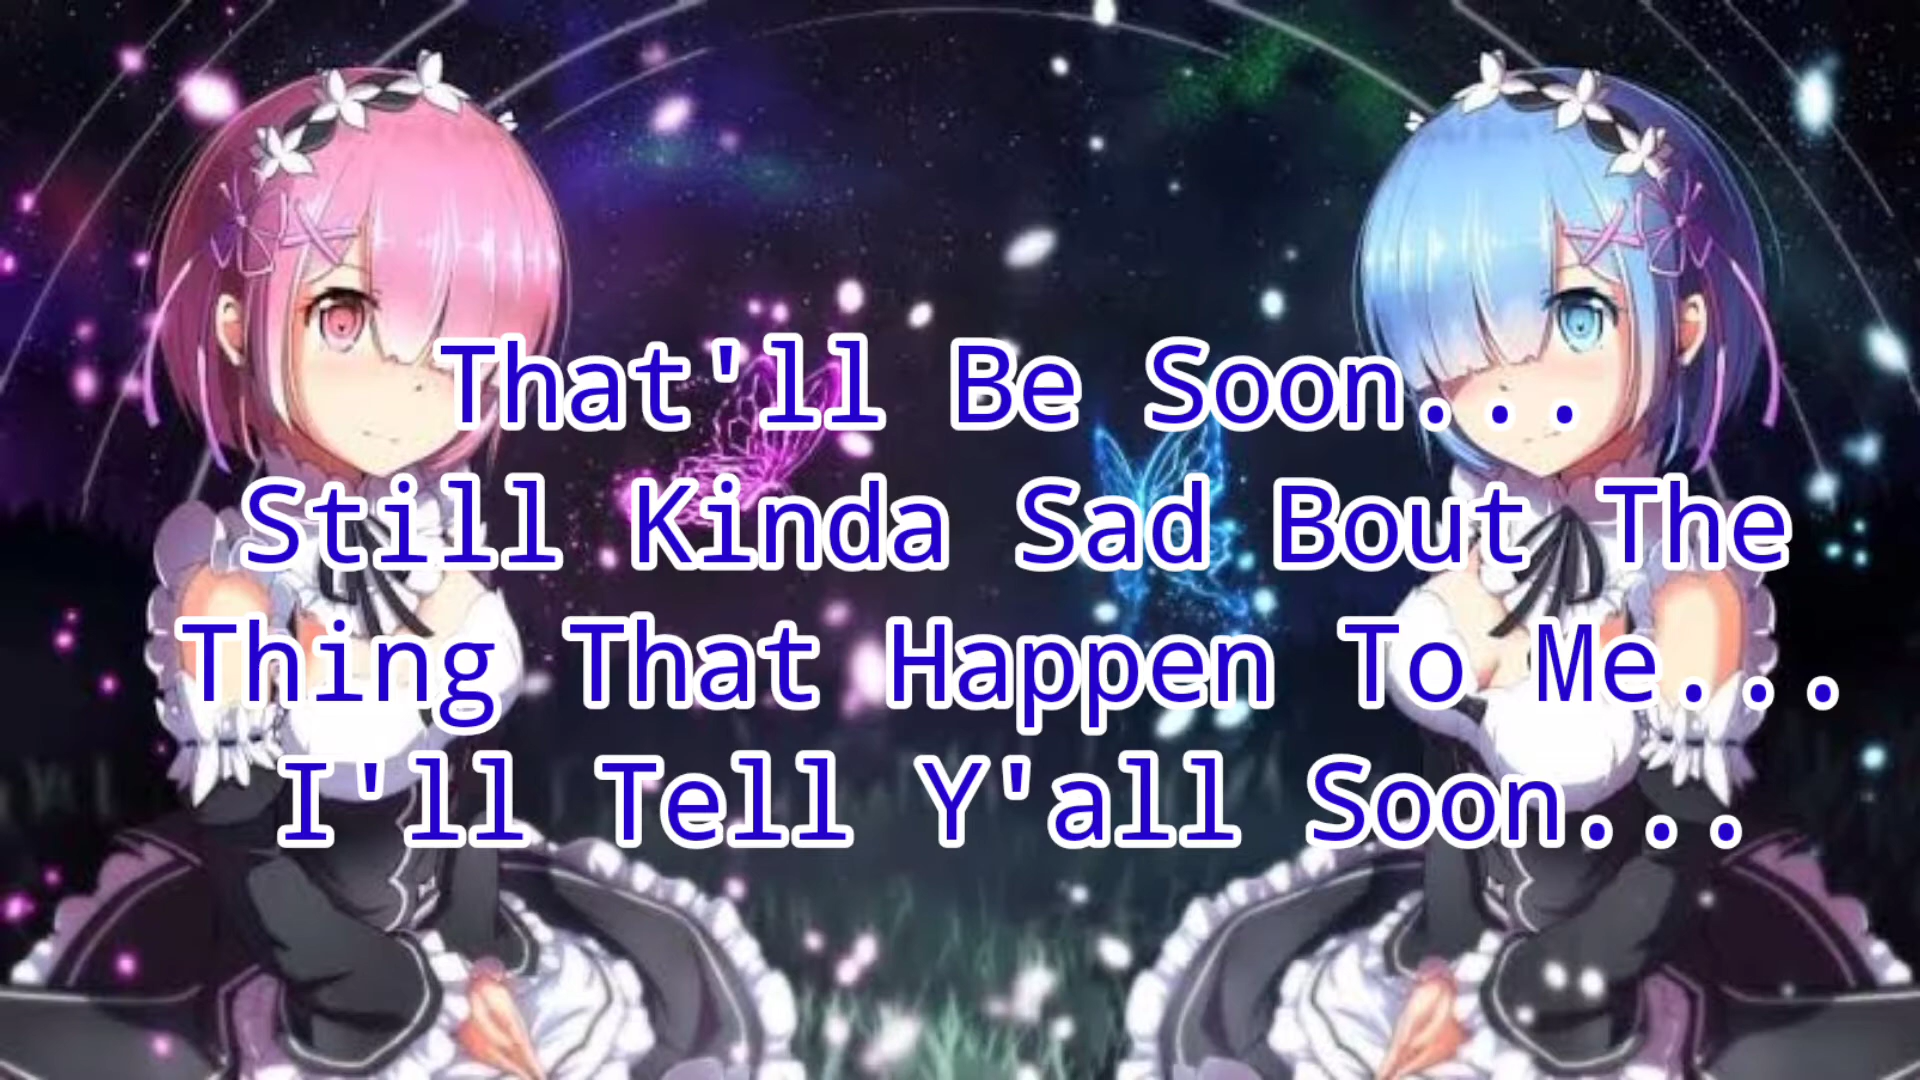 That'll Be Soon...
Still Kinda Sad Bout The
Thing That Happen To Me...
I'll Tell Y'all Soon...